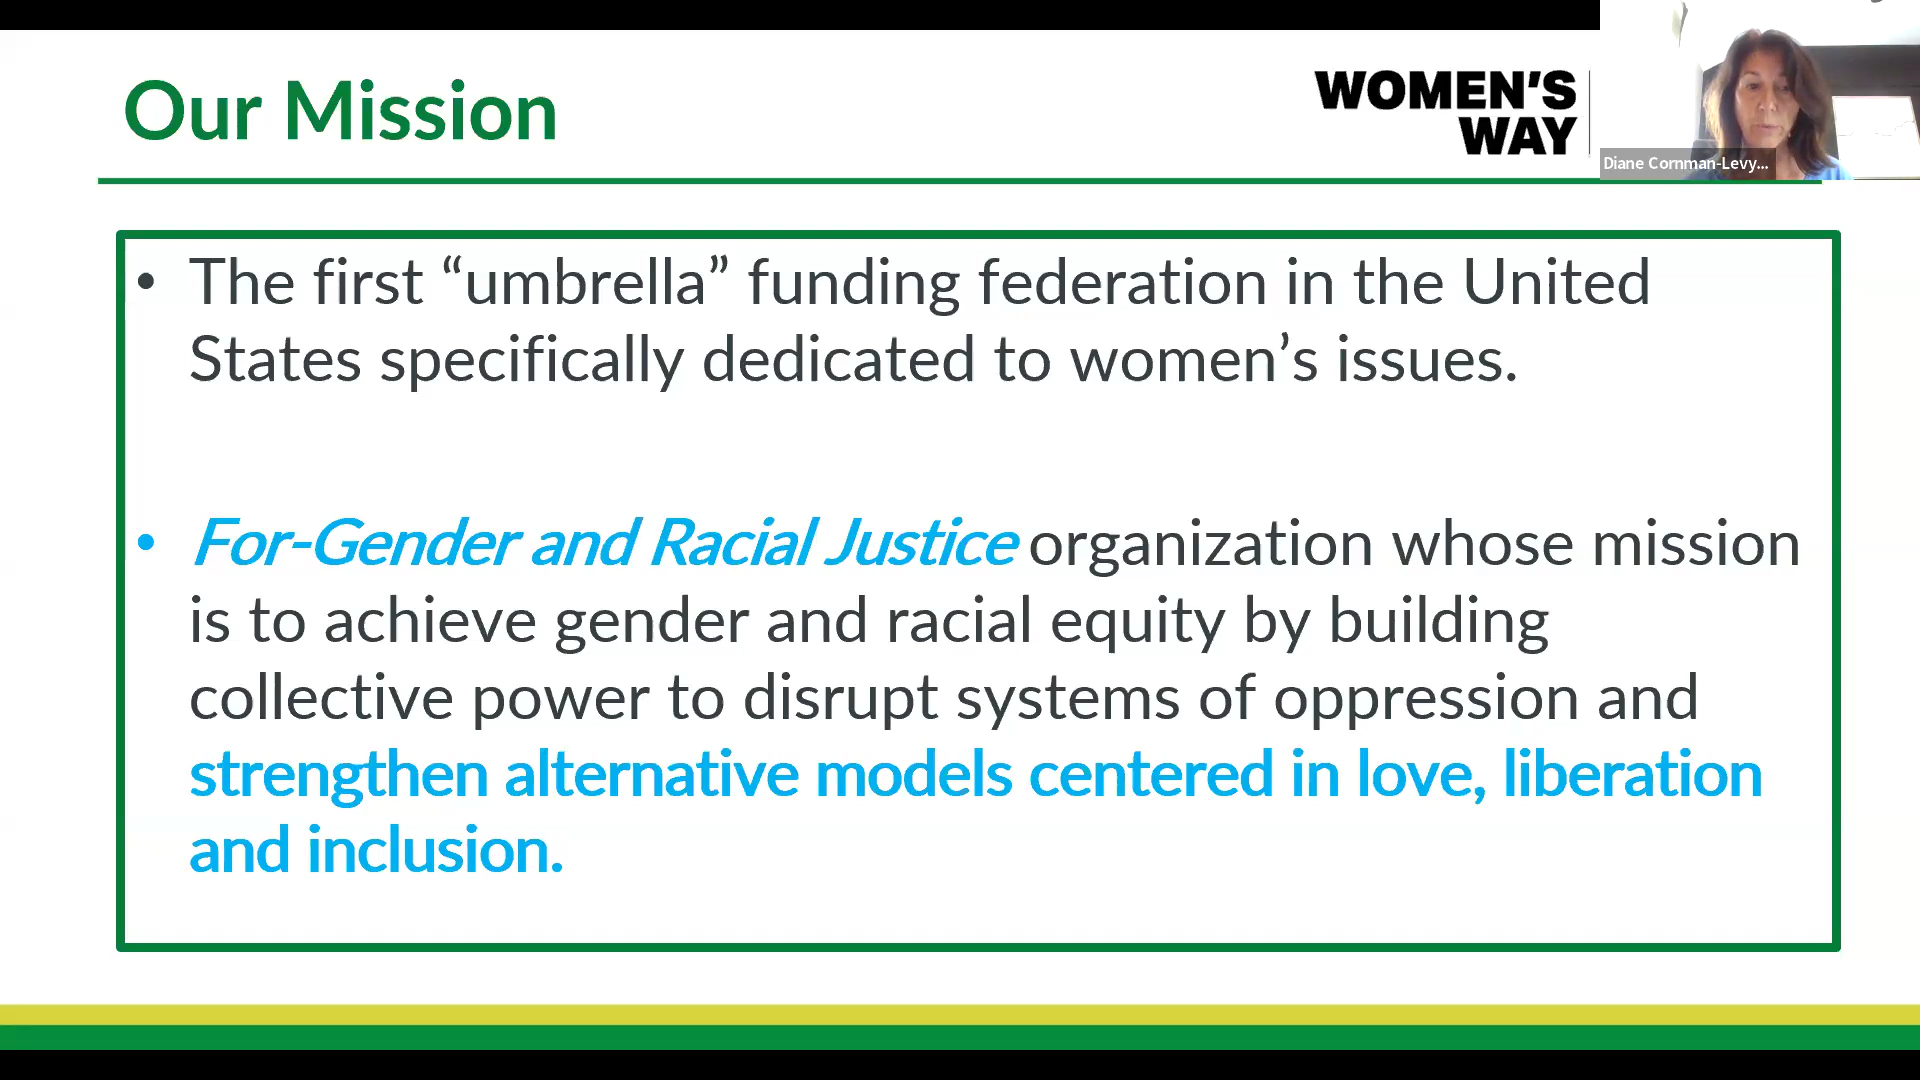 Our Mission
WOMEN'S
WAY
Diane Cornman-Levy...
• The first “umbrella” funding federation in the United
States specifically dedicated to women’s issues.
• For-Gender and Racial Justice organization whose mission
is to achieve gender and racial equity by building
collective power to disrupt systems of oppression and
strengthen alternative models centered in love, liberation
and inclusion.